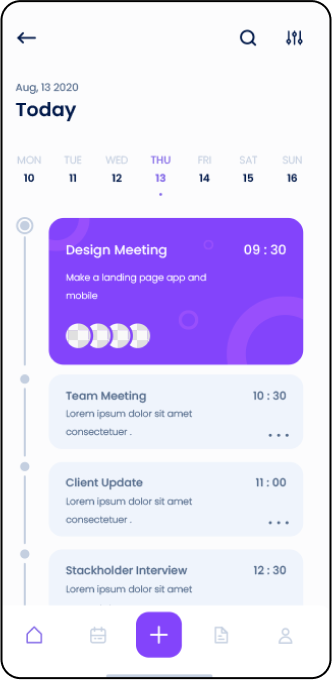 Aug, 13 2020
Today
MON TUE WED THU FRI SAT SUN
10 11 12 13 14 15 16
Design Meeting 09 : 30
Make a landing page app and
mobile
Team Meeting 10 : 30
Lorem ipsum dolor sit amet
consectetuer .
Client Update 11 : 00
Lorem ipsum dolor sit amet
consectetuer .
Stackholder Interview 12 : 30
Lorem ipsum dolor sit amet